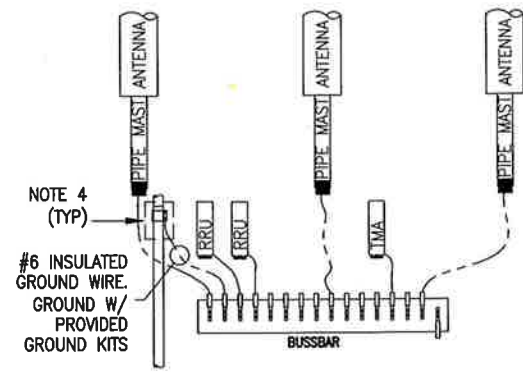 ANTENNA
ANTENNA
ANTENNA
PIPE MAST
PIPE MAST
PIPE MAST
NOTE 4
(TYP)
RRU
RRU
TMA
#6 INSULATED
GROUND WIRE.
GROUND W/
PROVIDED
GROUND KITS
BUSSBAR